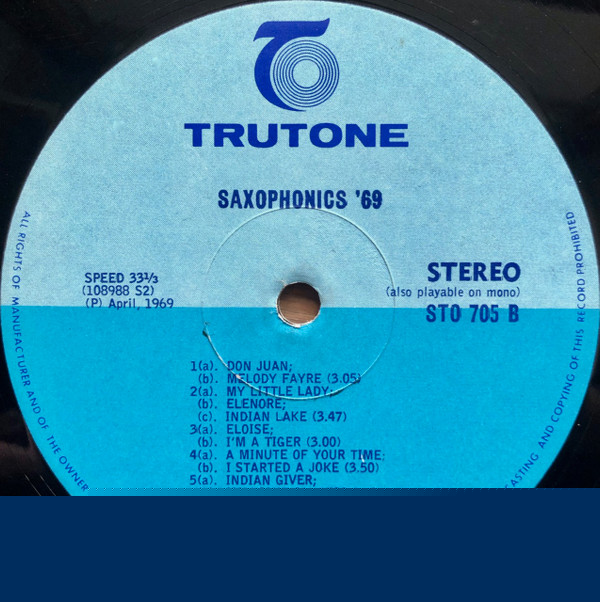 TRUTONE
SAXOPHONICS '69
SPEED 33⅓
(108988 S2)
(P) April, 1969
STEREO
(also playable on mono)
STO 705 B
1(a). DON JUAN;
(b). MELODY FAYRE (3.05)
2(a). MY LITTLE LADY;
(b). ELENORE;
(c). INDIAN LAKE (3.47)
3(a). ELOISE;
(b). I'M A TIGER (3.00)
4(a). A MINUTE OF YOUR TIME;
(b). I STARTED A JOKE (3.50)
5(a). INDIAN GIVER;
ALL RIGHTS OF MANUFACTURER AND OF THE OWNER
CASTING AND COPYING OF THIS RECORD PROHIBITED